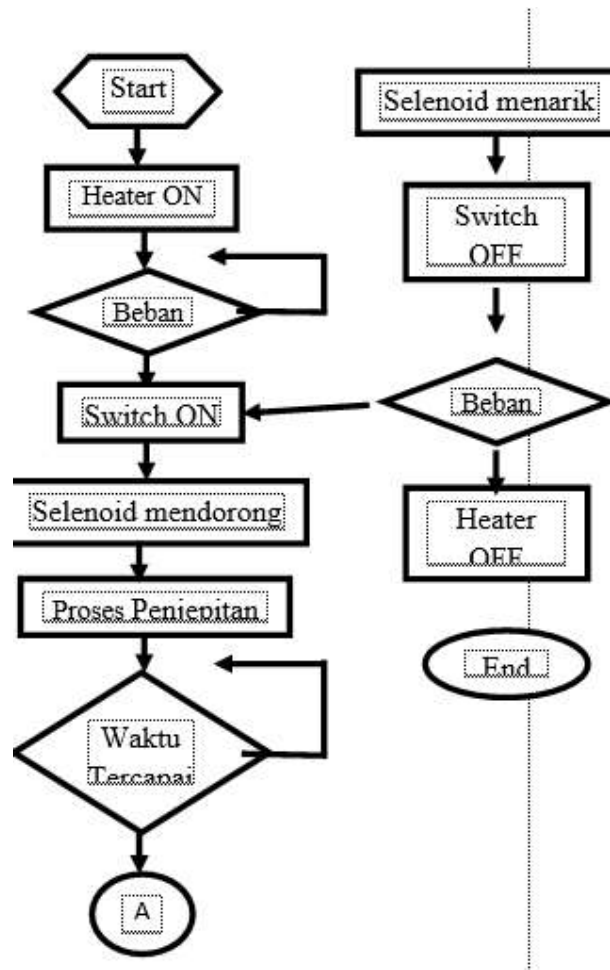 Start
Heater ON
Beban
Switch ON
Selenoid mendorong
Proses Penjepitan
Waktu
Tercapai
A
Selenoid menarik
Switch
OFF
Beban
Heater
OFF
End